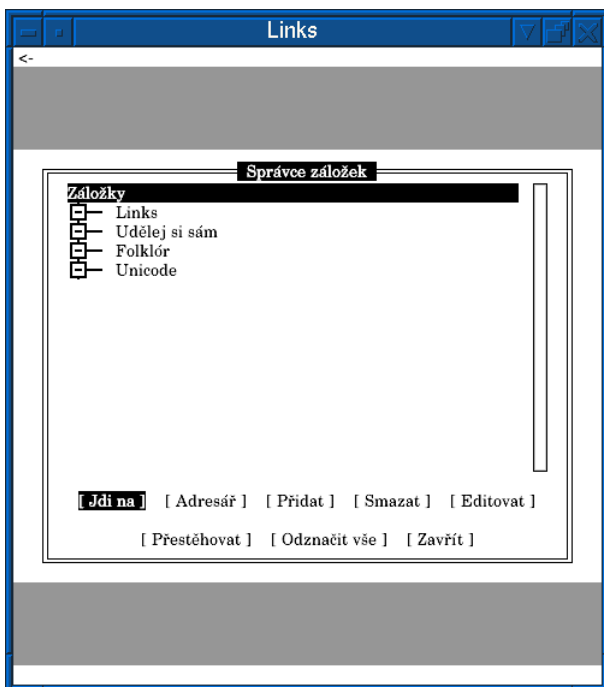 Links
<-
Správce záložek
Záložky
Links
Udělej si sám
Folklór
Unicode
[ Jdi na ] [ Adresář ] [ Přidat ] [ Smazat ] [ Editovat ]
[ Přestěhovat ] [ Odznačit vše ] [ Zavřít ]